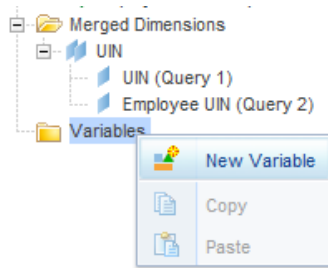 Merged Dimensions
UIN
UIN (Query 1)
Employee UIN (Query 2)
Variables
New Variable
Copy
Paste